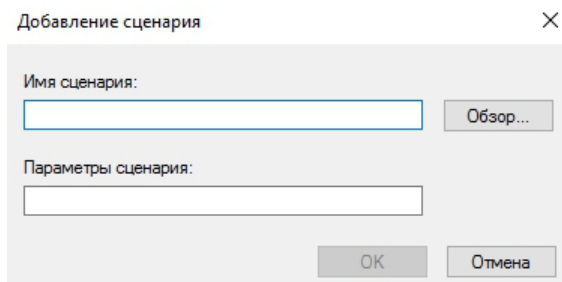 Добавление сценария
Имя сценария:
Обзор...
Параметры сценария:
OK
Отмена